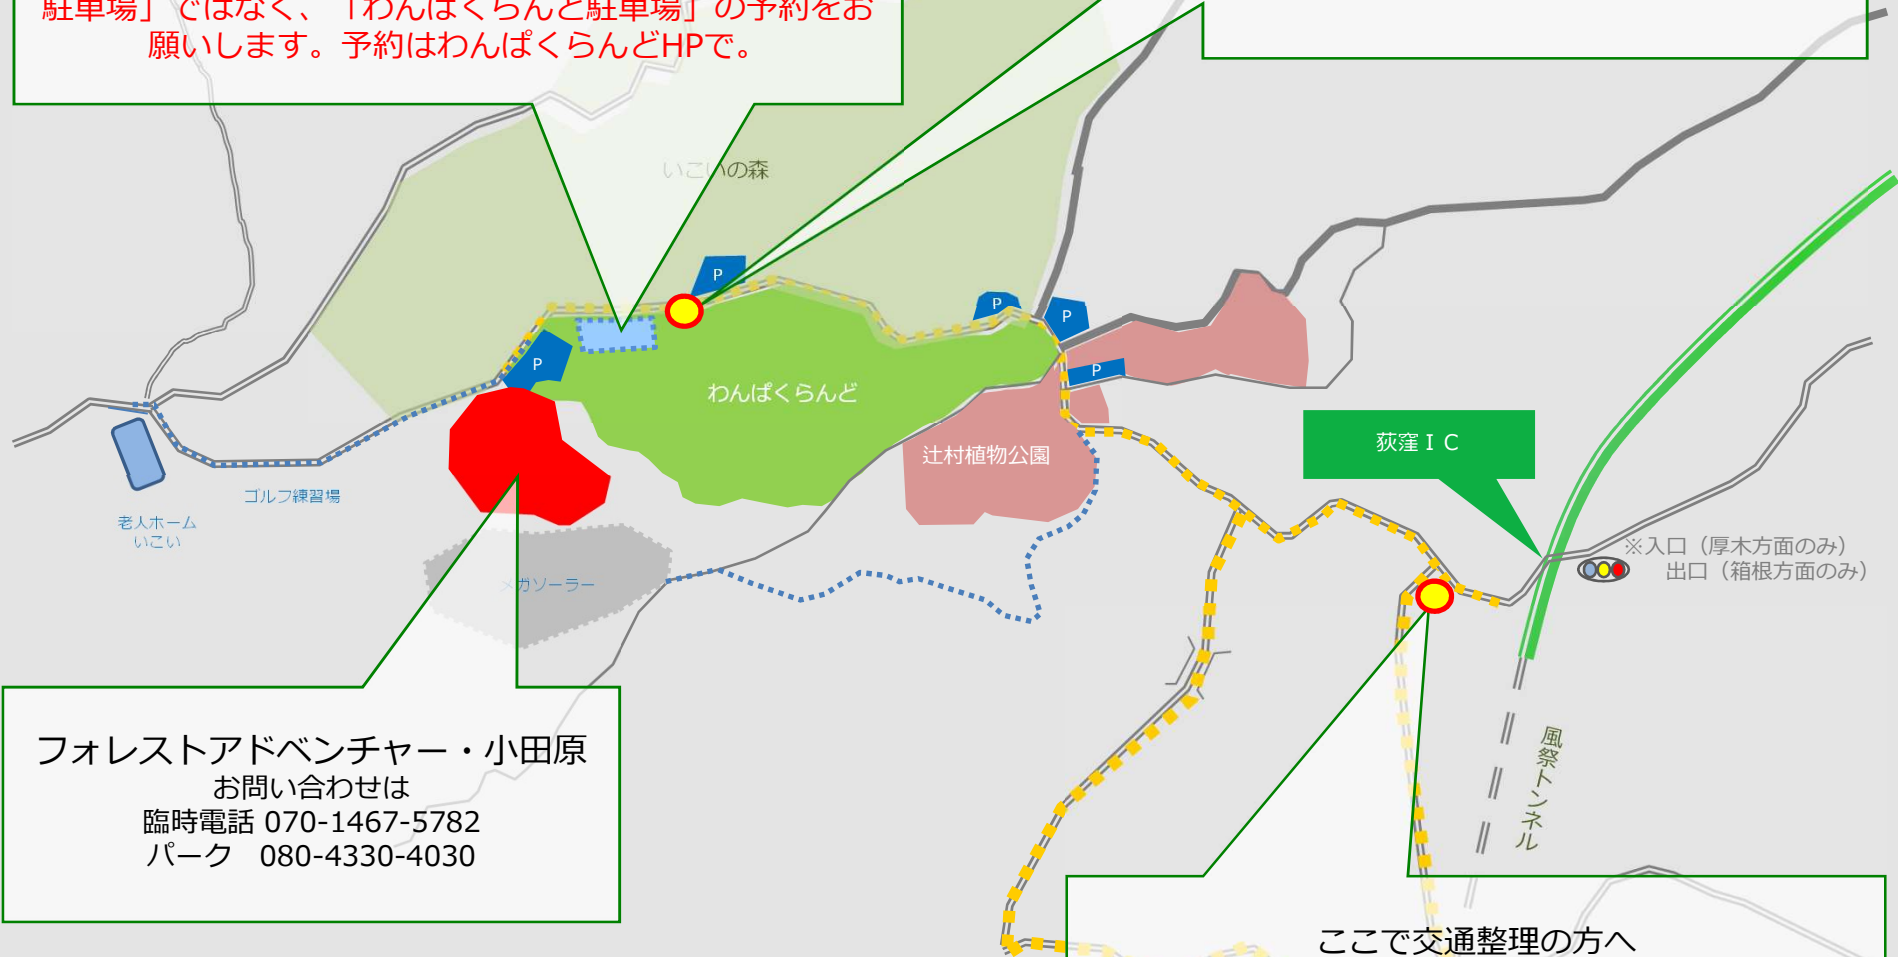 駐車場」ではなく、「わんぱくらんど駐車場」の予約をお
願いします。予約はわんぱくらんどHPで。
いこいの森
P
P
P
P
P
わんぱくらんど
辻村植物公園
荻窪IC
※入口（厚木方面のみ）
出口（箱根方面のみ）
ゴルフ練習場
老人ホーム
いこい
メガソーラー
風祭トンネル
フォレストアドベンチャー・小田原
お問い合わせは
臨時電話 070-1467-5782
パーク 080-4330-4030
ここで交通整理の方へ